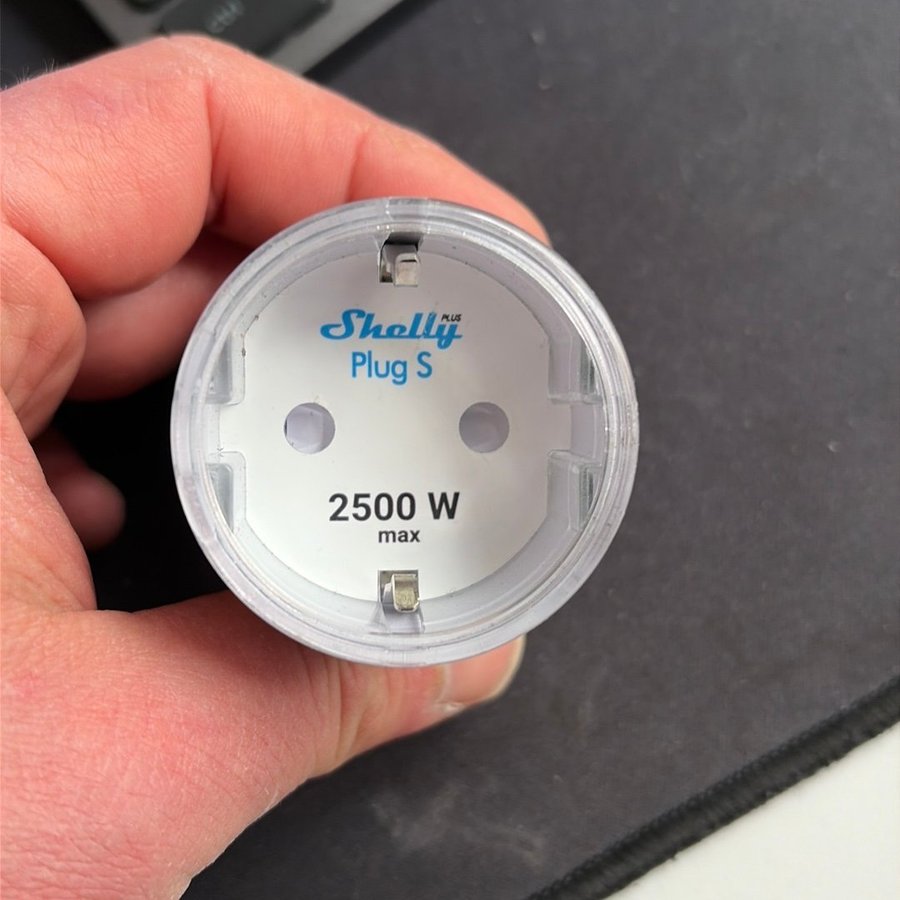 Shelly PLUS
Plug S
2500 W
max